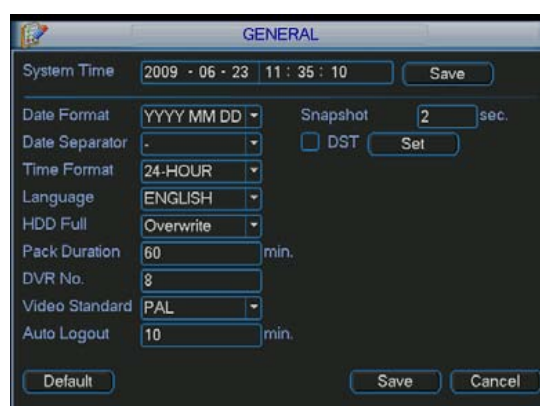 GENERAL
System Time 2009 - 06 - 23 11 : 35 : 10 Save
Date Format YYYY MM DD Snapshot 2 sec.
Date Separator - DST Set
Time Format 24-HOUR
Language ENGLISH
HDD Full Overwrite
Pack Duration 60 min.
DVR No. 8
Video Standard PAL
Auto Logout 10 min.
Default Save Cancel